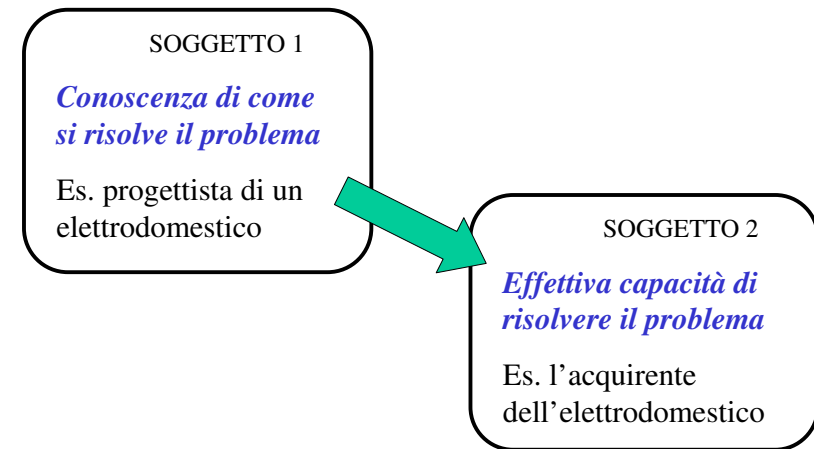 SOGGETTO 1
Conoscenza di come
si risolve il problema
Es. progettista di un
elettrodomestico
SOGGETTO 2
Effettiva capacità di
risolvere il problema
Es. l’acquirente
dell’elettrodomestico